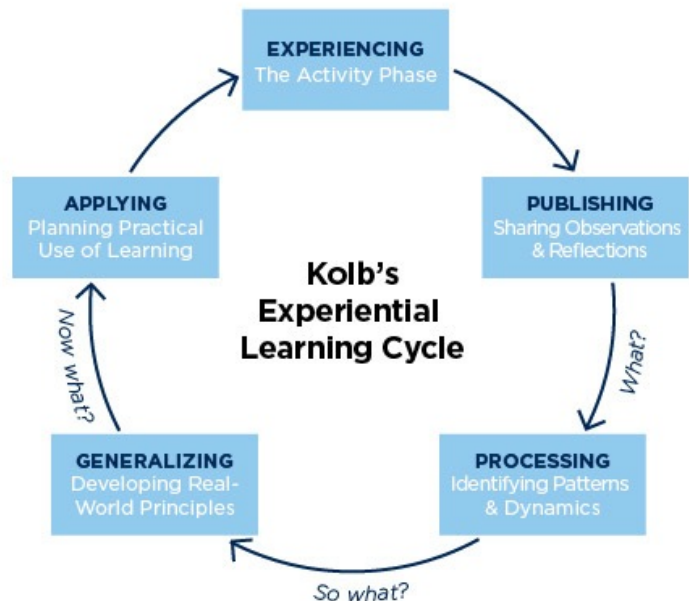 EXPERIENCING
The Activity Phase
PUBLISHING
Sharing Observations
& Reflections
What?
PROCESSING
Identifying Patterns
& Dynamics
So what?
GENERALIZING
Developing Real-
World Principles
Now what?
APPLYING
Planning Practical
Use of Learning
Kolb's
Experiential
Learning Cycle